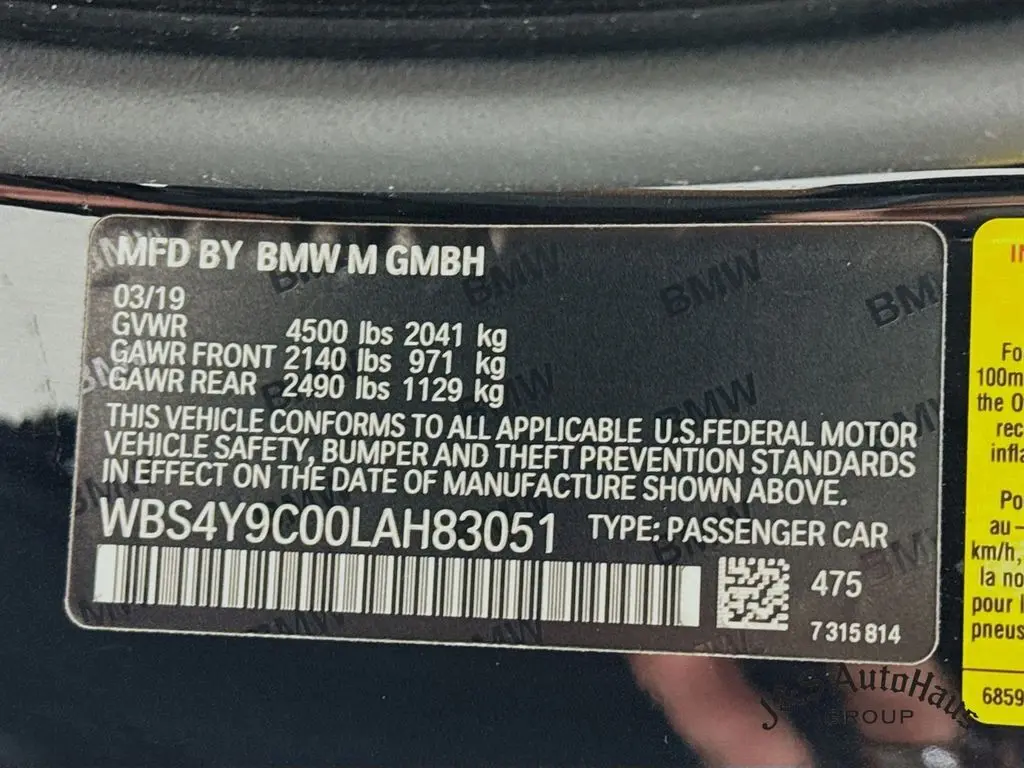 MFD BY BMW M GMBH
03/19
GVWR 4500 lbs 2041 kg
GAWR FRONT 2140 lbs 971 kg
GAWR REAR 2490 lbs 1129 kg
THIS VEHICLE CONFORMS TO ALL APPLICABLE U.S.FEDERAL MOTOR
VEHICLE SAFETY, BUMPER AND THEFT PREVENTION STANDARDS
IN EFFECT ON THE DATE OF MANUFACTURE SHOWN ABOVE.
WBS4Y9C00LAH83051 TYPE: PASSENGER CAR
475
7315814
Fo
100m
the O
rec
infla
Po
au –
km/h,
la no
pour l
pneus
6859
AutoHaus
GROUP